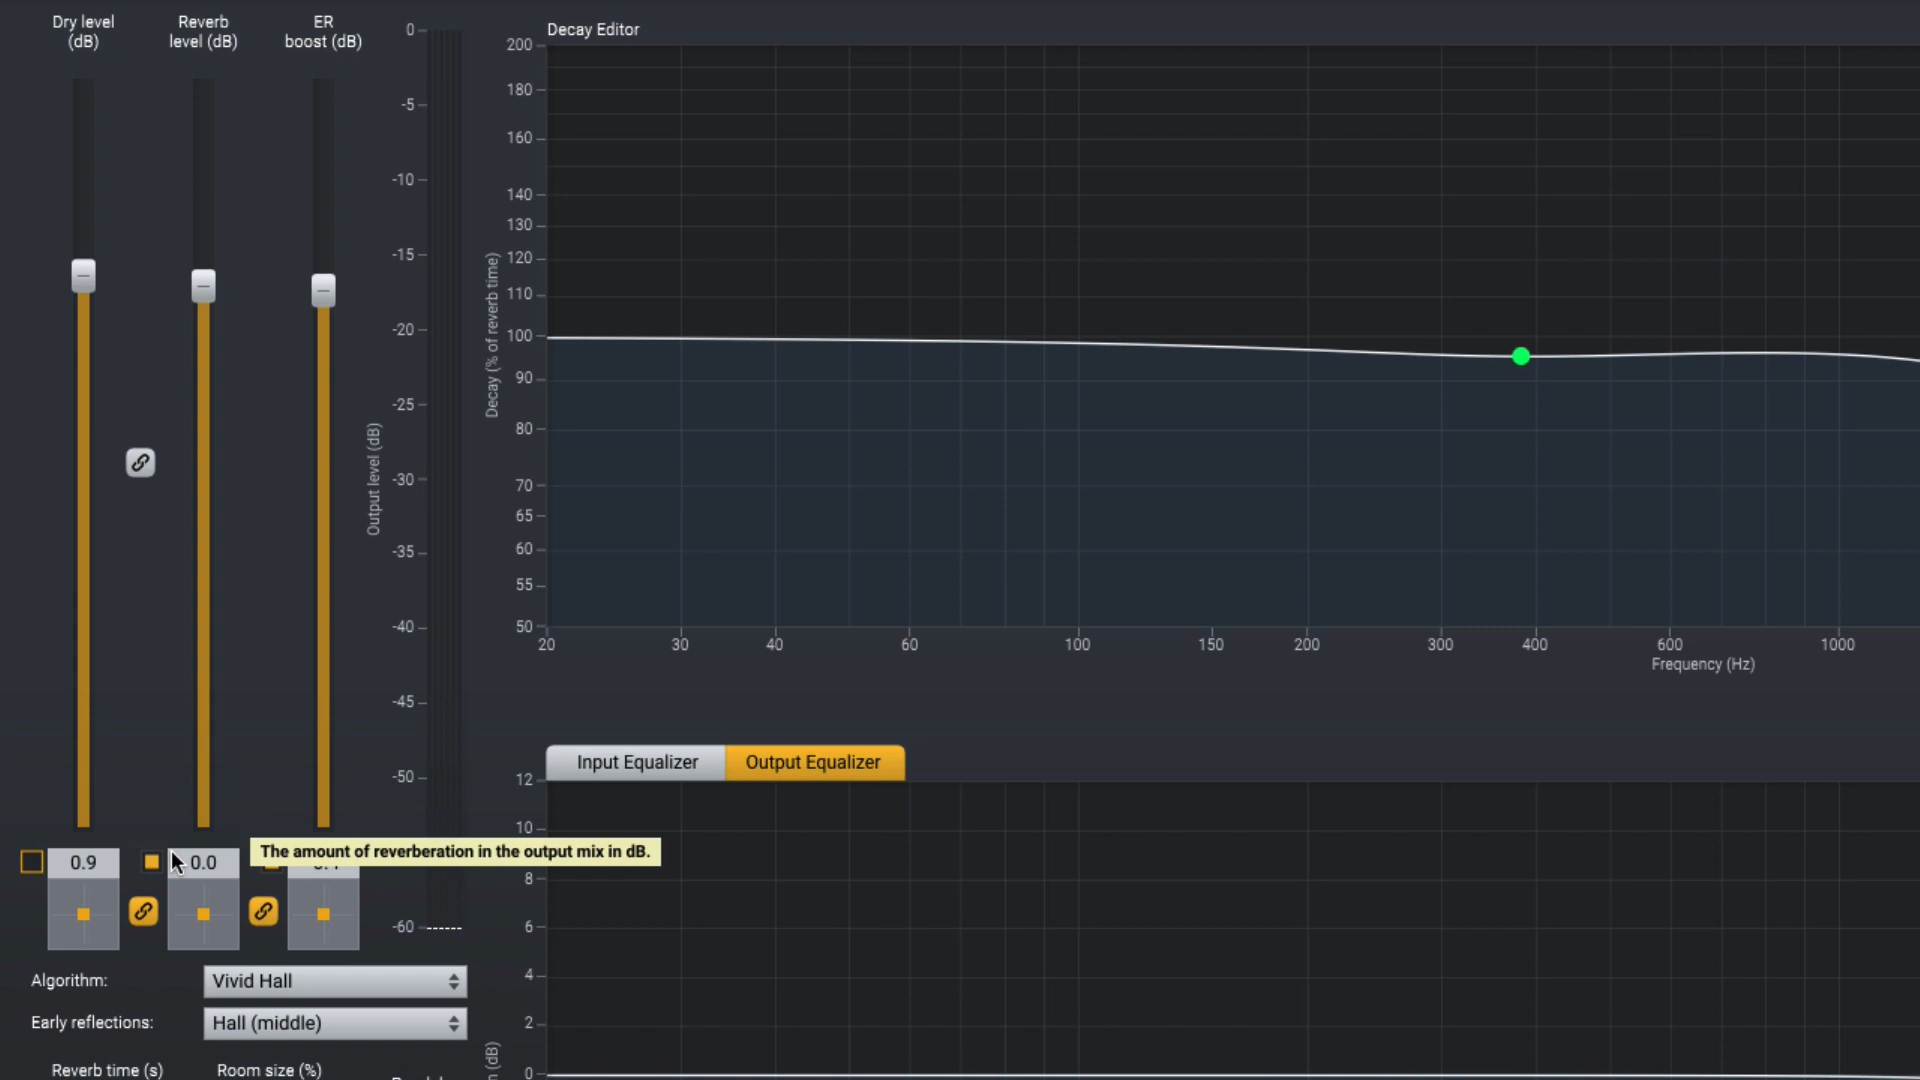 Dry level
(dB)
Reverb
level (dB)
ER
boost (dB)
0
-5
-10
-15
-20
-25
-30
-35
-40
-45
-50
-60
Output level (dB)
Decay Editor
200
180
160
140
130
120
110
100
90
80
70
65
60
55
50
Decay (% of reverb time)
20
30
40
60
100
150
200
300
400
600
1000
Frequency (Hz)
Input Equalizer
Output Equalizer
12
10
8
6
4
2
0
(dB)
0.9
0.0
The amount of reverberation in the output mix in dB.
Algorithm:
Vivid Hall
Early reflections:
Hall (middle)
Reverb time (s)
Room size (%)